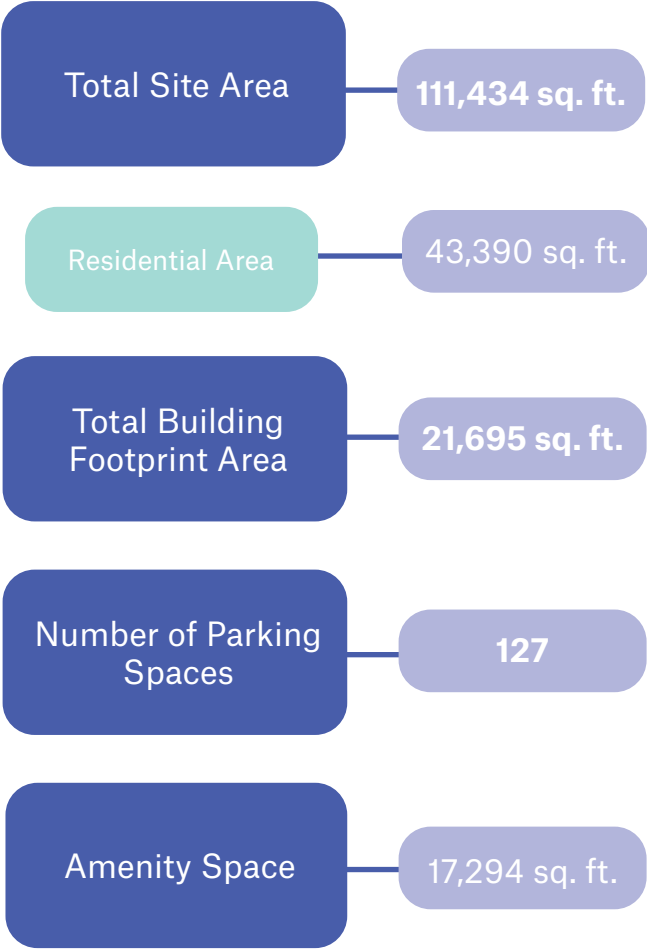 Total Site Area
111,434 sq. ft.
Residential Area
43,390 sq. ft.
Total Building
Footprint Area
21,695 sq. ft.
Number of Parking
Spaces
127
Amenity Space
17,294 sq. ft.